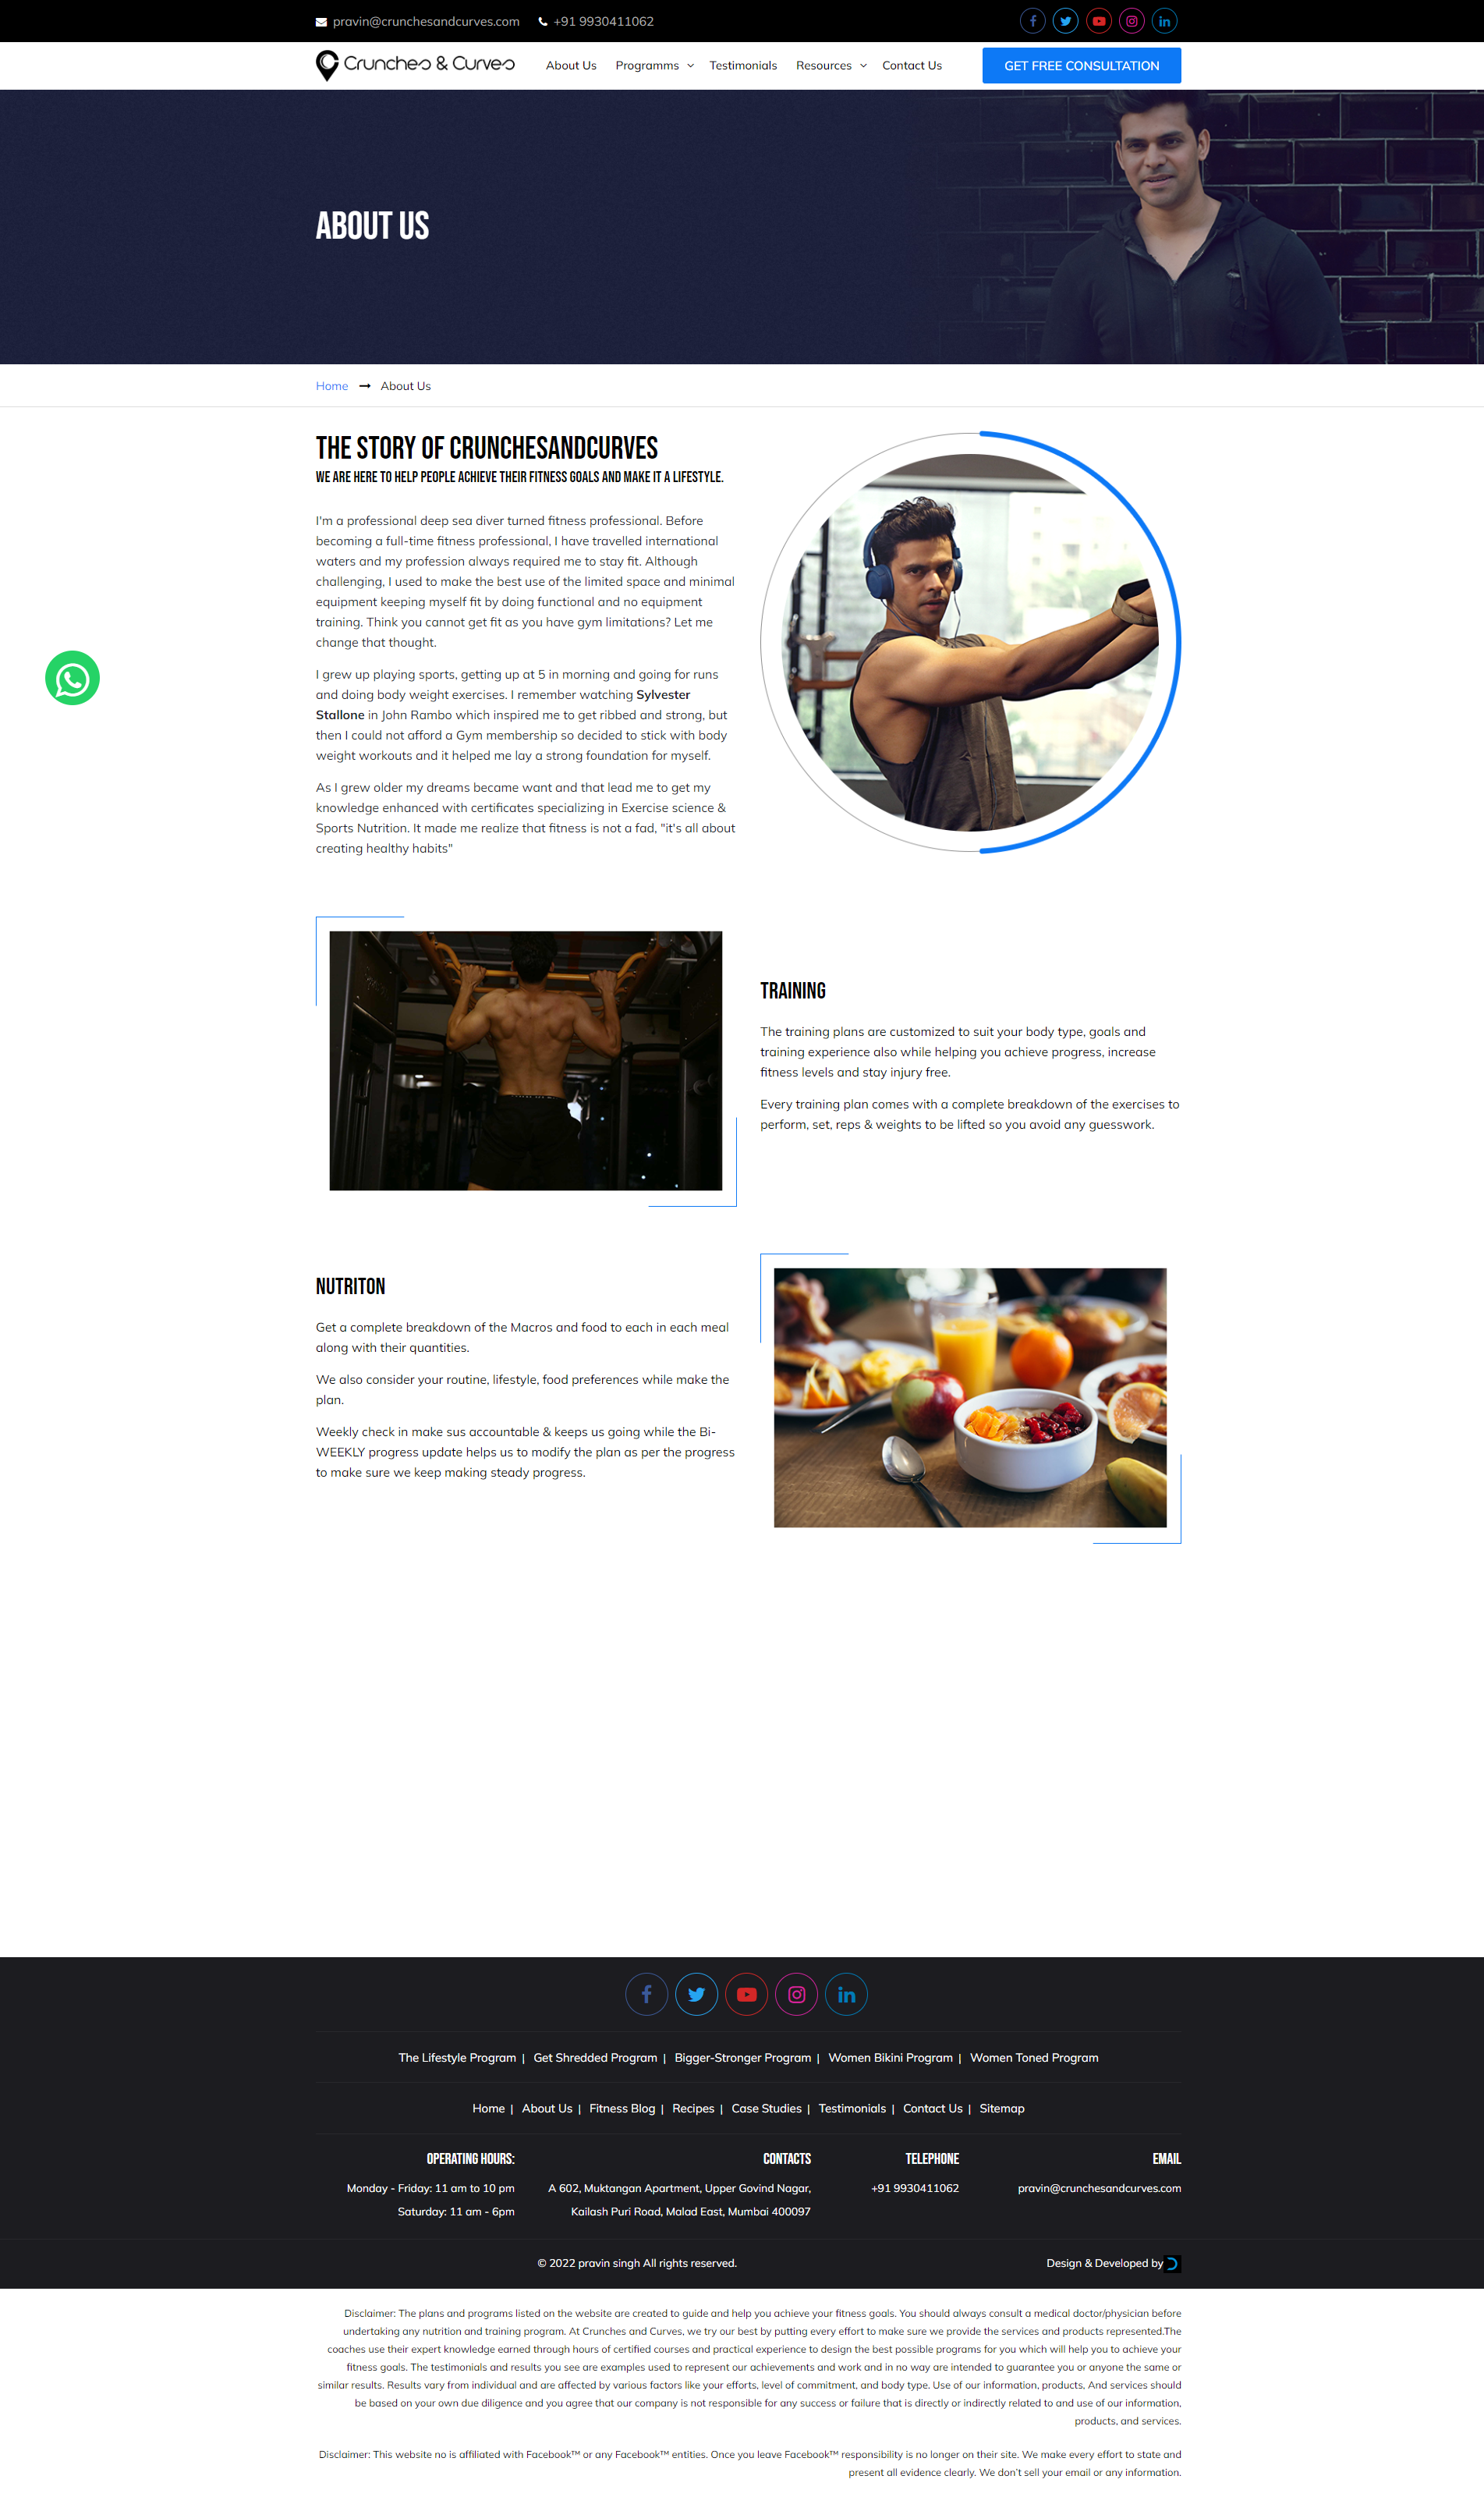 pravin@crunchesandcurves.com +91 9930411062
Crunches & Curves About Us Programms Testimonials Resources Contact Us GET FREE CONSULTATION
ABOUT US
Home About Us
THE STORY OF CRUNCHESANDCURVES
WE ARE HERE TO HELP PEOPLE ACHIEVE THEIR FITNESS GOALS AND MAKE IT A LIFESTYLE.
I'm a professional deep sea diver turned fitness professional. Before
becoming a full-time fitness professional, I have travelled international
waters and my profession always required me to stay fit. Although
challenging, I used to make the best use of the limited space and minimal
equipment keeping myself fit by doing functional and no equipment
training. Think you cannot get fit as you have gym limitations? Let me
change that thought.
I grew up playing sports, getting up at 5 in morning and going for runs
and doing body weight exercises. I remember watching Sylvester
Stallone in John Rambo which inspired me to get ribbed and strong, but
then I could not afford a Gym membership so decided to stick with body
weight workouts and it helped me lay a strong foundation for myself.
As I grew older my dreams became want and that lead me to get my
knowledge enhanced with certificates specializing in Exercise science &
Sports Nutrition. It made me realize that fitness is not a fad, "it's all about
creating healthy habits"
TRAINING
The training plans are customized to suit your body type, goals and
training experience also while helping you achieve progress, increase
fitness levels and stay injury free.
Every training plan comes with a complete breakdown of the exercises to
perform, set, reps & weights to be lifted so you avoid any guesswork.
NUTRITON
Get a complete breakdown of the Macros and food to each in each meal
along with their quantities.
We also consider your routine, lifestyle, food preferences while make the
plan.
Weekly check in make sus accountable & keeps us going while the Bi-
WEEKLY progress update helps us to modify the plan as per the progress
to make sure we keep making steady progress.
The Lifestyle Program | Get Shredded Program | Bigger-Stronger Program | Women Bikini Program | Women Toned Program
Home | About Us | Fitness Blog | Recipes | Case Studies | Testimonials | Contact Us | Sitemap
OPERATING HOURS: CONTACTS TELEPHONE EMAIL
Monday - Friday: 11 am to 10 pm A 602, Muktangan Apartment, Upper Govind Nagar, +91 9930411062 pravin@crunchesandcurves.com
Saturday: 11 am - 6pm Kailash Puri Road, Malad East, Mumbai 400097
© 2022 pravin singh All rights reserved. Design & Developed by
Disclaimer: The plans and programs listed on the website are created to guide and help you achieve your fitness goals. You should always consult a medical doctor/physician before
undertaking any nutrition and training program. At Crunches and Curves, we try our best by putting every effort to make sure we provide the services and products represented.The
coaches use their expert knowledge earned through hours of certified courses and practical experience to design the best possible programs for you which will help you to achieve your
fitness goals. The testimonials and results you see are examples used to represent our achievements and work and in no way are intended to guarantee you or anyone the same or
similar results. Results vary from individual and are affected by various factors like your efforts, level of commitment, and body type. Use of our information, products, And services should
be based on your own due diligence and you agree that our company is not responsible for any success or failure that is directly or indirectly related to and use of our information,
products, and services.
Disclaimer: This website no is affiliated with Facebook™ or any Facebook™ entities. Once you leave Facebook™ responsibility is no longer on their site. We make every effort to state and
present all evidence clearly. We don't sell your email or any information.